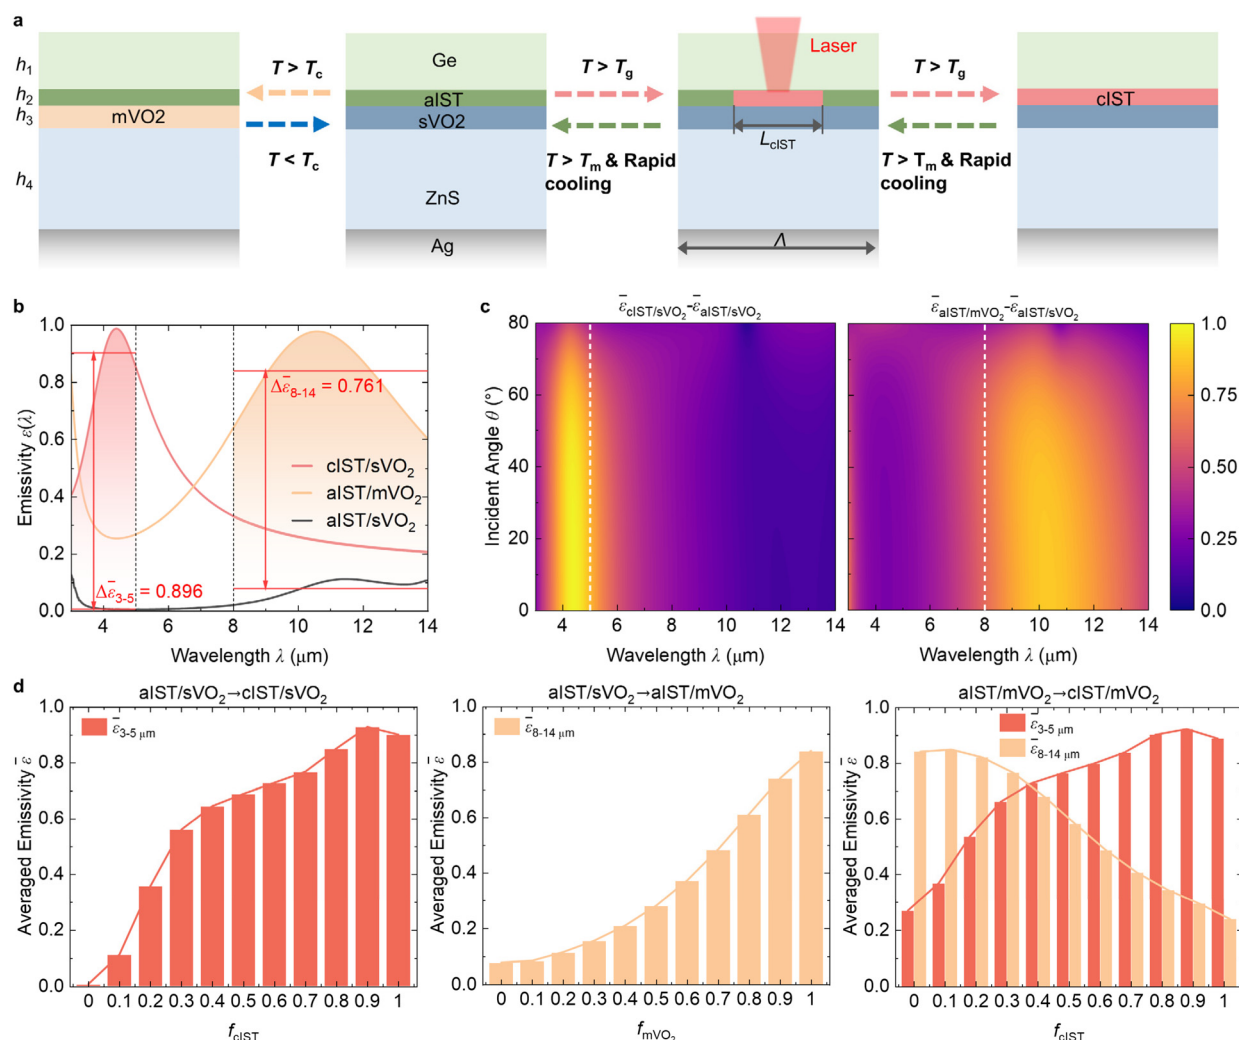 a
Laser
h1
h2
h3
h4
T > Tc
T < Tc
mVO2
Ge
aIST
sVO2
ZnS
Ag
T > Tg
T > Tm & Rapid
cooling
LcIST
Λ
T > Tg
T > Tm & Rapid
cooling
cIST
b
Emissivity ε(λ)
1.0
0.8
0.6
0.4
0.2
0.0
Δε̄8-14 = 0.761
cIST/sVO2
aIST/mVO2
aIST/sVO2
Δε̄3-5 = 0.896
4 6 8 10 12 14
Wavelength λ (μm)
c
ε̄cIST/sVO2-ε̄aIST/sVO2
ε̄aIST/mVO2-ε̄aIST/sVO2
Incident Angle θ (°)
80
60
40
20
0
4 6 8 10 12 14
Wavelength λ (μm)
4 6 8 10 12 14
Wavelength λ (μm)
1.0
0.75
0.50
0.25
0.0
d
aIST/sVO2→cIST/sVO2
Averaged Emissivity ε̄
1.0
0.8
0.6
0.4
0.2
0.0
ε̄3-5 μm
0 0.1 0.2 0.3 0.4 0.5 0.6 0.7 0.8 0.9 1
fcIST
aIST/sVO2→aIST/mVO2
Averaged Emissivity ε̄
1.0
0.8
0.6
0.4
0.2
0.0
ε̄8-14 μm
0 0.1 0.2 0.3 0.4 0.5 0.6 0.7 0.8 0.9 1
fmVO2
aIST/mVO2→cIST/mVO2
Averaged Emissivity ε̄
1.0
0.8
0.6
0.4
0.2
0.0
ε̄3-5 μm
ε̄8-14 μm
0 0.1 0.2 0.3 0.4 0.5 0.6 0.7 0.8 0.9 1
fcIST